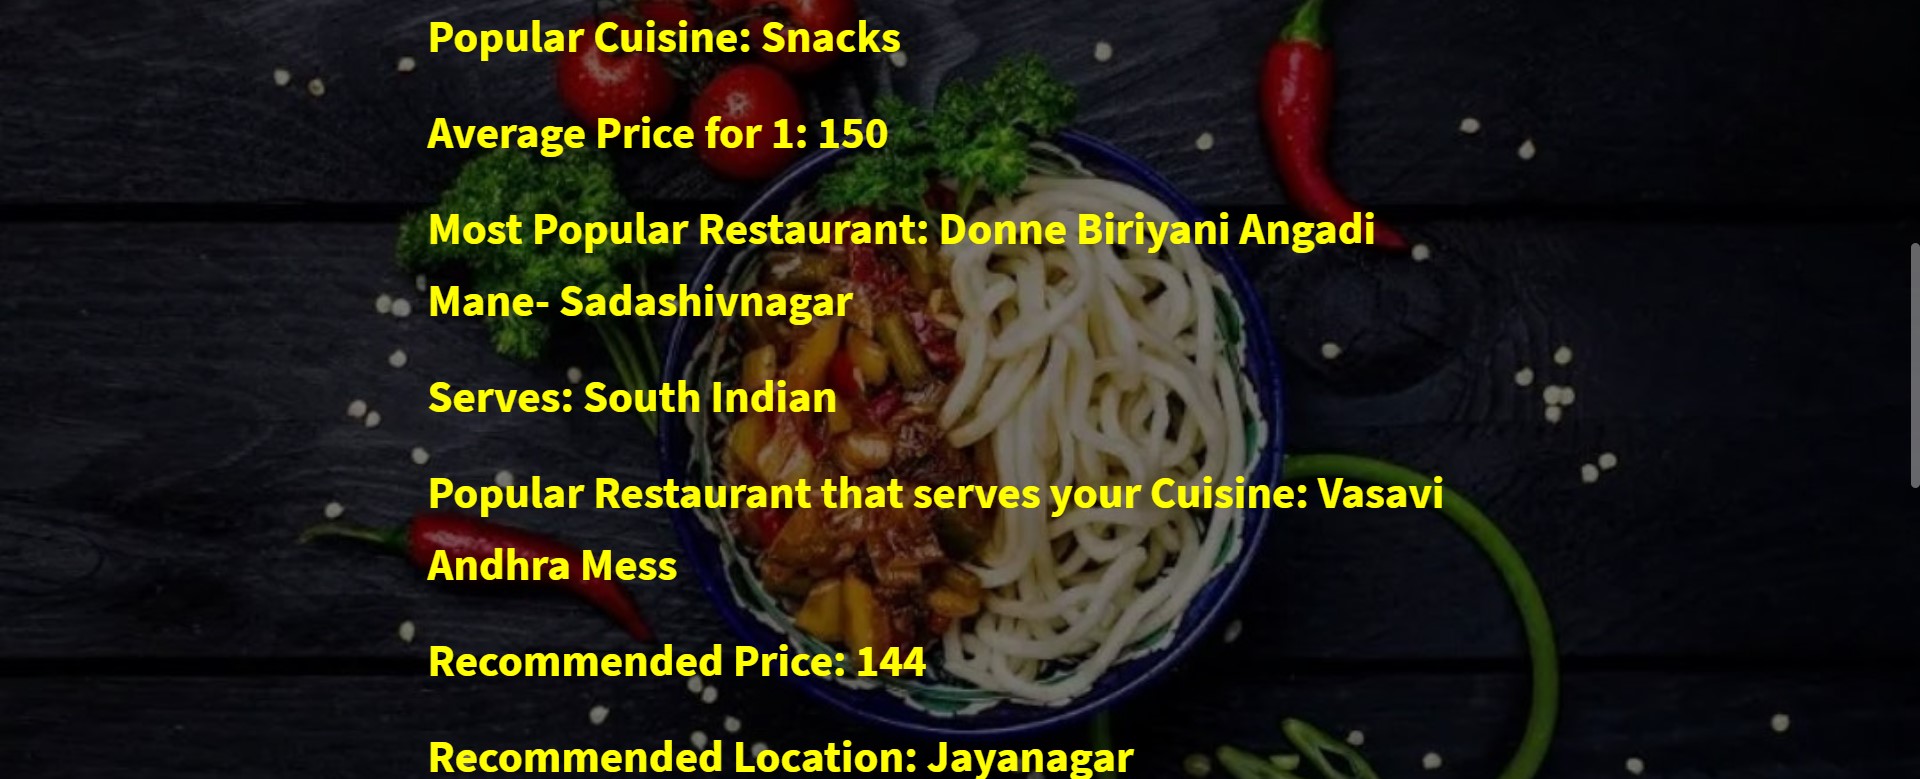 Popular Cuisine: Snacks
Average Price for 1: 150
Most Popular Restaurant: Donne Biriyani Angadi
Mane- Sadashivnagar
Serves: South Indian
Popular Restaurant that serves your Cuisine: Vasavi
Andhra Mess
Recommended Price: 144
Recommended Location: Jayanagar